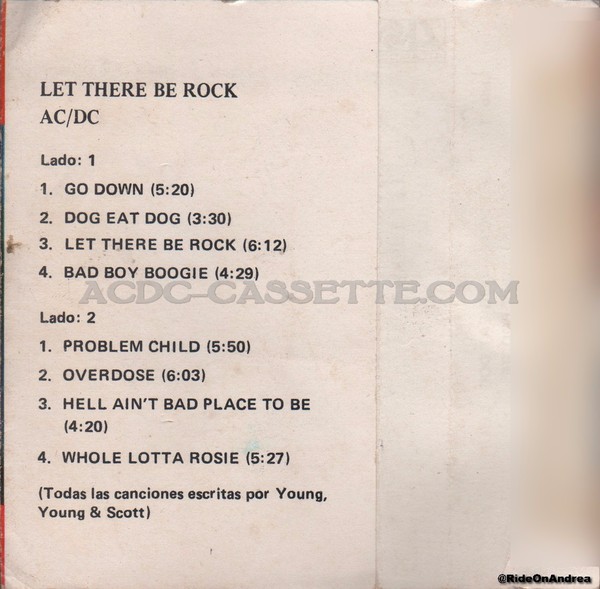 LET THERE BE ROCK
AC/DC
Lado: 1
1. GO DOWN (5:20)
2. DOG EAT DOG (3:30)
3. LET THERE BE ROCK (6:12)
4. BAD BOY BOOGIE (4:29)
ACDC-CASSETTE.COM
Lado: 2
1. PROBLEM CHILD (5:50)
2. OVERDOSE (6:03)
3. HELL AIN'T BAD PLACE TO BE
(4:20)
4. WHOLE LOTTA ROSIE (5:27)
(Todas las canciones escritas por Young,
Young & Scott)
@RideOnAndrea